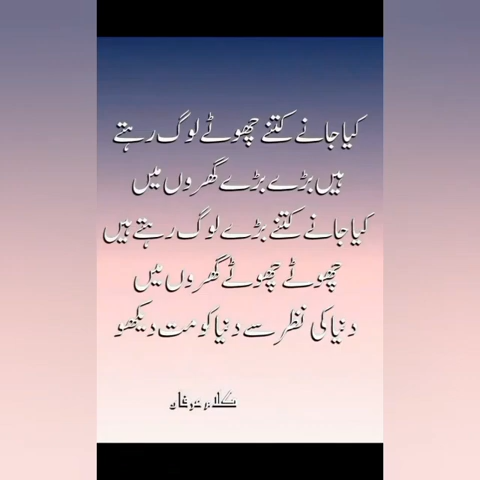 کیا جانے کتنے چھوٹے لوگ رہتے
ہیں بڑے بڑے گھروں میں
کیا جانے کتنے بڑے لوگ رہتے ہیں
چھوٹے چھوٹے گھروں میں
دنیا کی نظر سے دنیا کو مت دیکھو